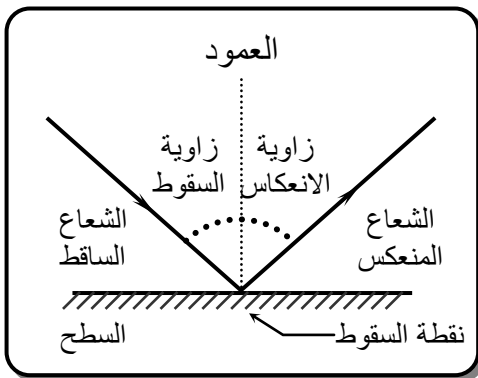 العمود
زاوية
الانعكاس
زاوية
السقوط
الشعاع
المنعكس
الشعاع
الساقط
نقطة السقوط
السطح